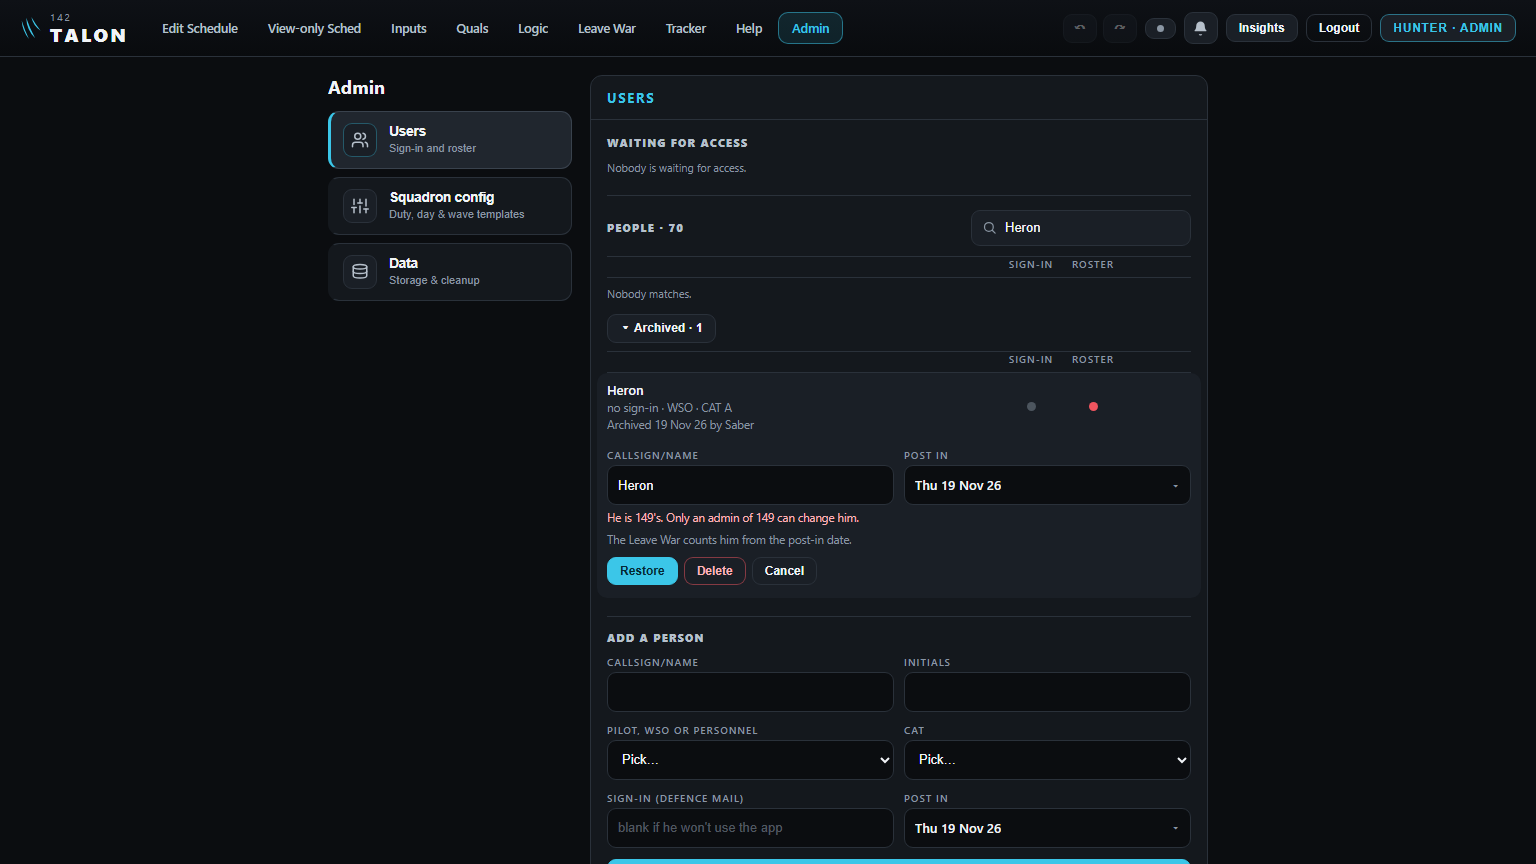 142
TALON
Edit Schedule
View-only Sched
Inputs
Quals
Logic
Leave War
Tracker
Help
Admin
Insights
Logout
HUNTER · ADMIN
Admin
Users
Sign-in and roster
Squadron config
Duty, day & wave templates
Data
Storage & cleanup
USERS
WAITING FOR ACCESS
Nobody is waiting for access.
PEOPLE · 70
Heron
SIGN-IN ROSTER
Nobody matches.
Archived · 1
SIGN-IN ROSTER
Heron
no sign-in · WSO · CAT A
Archived 19 Nov 26 by Saber
CALLSIGN/NAME
POST IN
Heron
Thu 19 Nov 26
He is 149's. Only an admin of 149 can change him.
The Leave War counts him from the post-in date.
Restore
Delete
Cancel
ADD A PERSON
CALLSIGN/NAME
INITIALS
PILOT, WSO OR PERSONNEL
CAT
Pick...
Pick...
SIGN-IN (DEFENCE MAIL)
POST IN
blank if he won't use the app
Thu 19 Nov 26